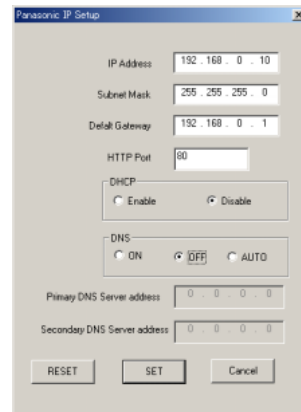 Panasonic IP Setup
IP Address 192 . 168 . 0 . 10
Subnet Mask 255 . 255 . 255 . 0
Defalt Gateway 192 . 168 . 0 . 1
HTTP Port 80
DHCP
Enable Disable
DNS
ON OFF AUTO
Primary DNS Server address 0 . 0 . 0 . 0
Secondary DNS Server address 0 . 0 . 0 . 0
RESET SET Cancel